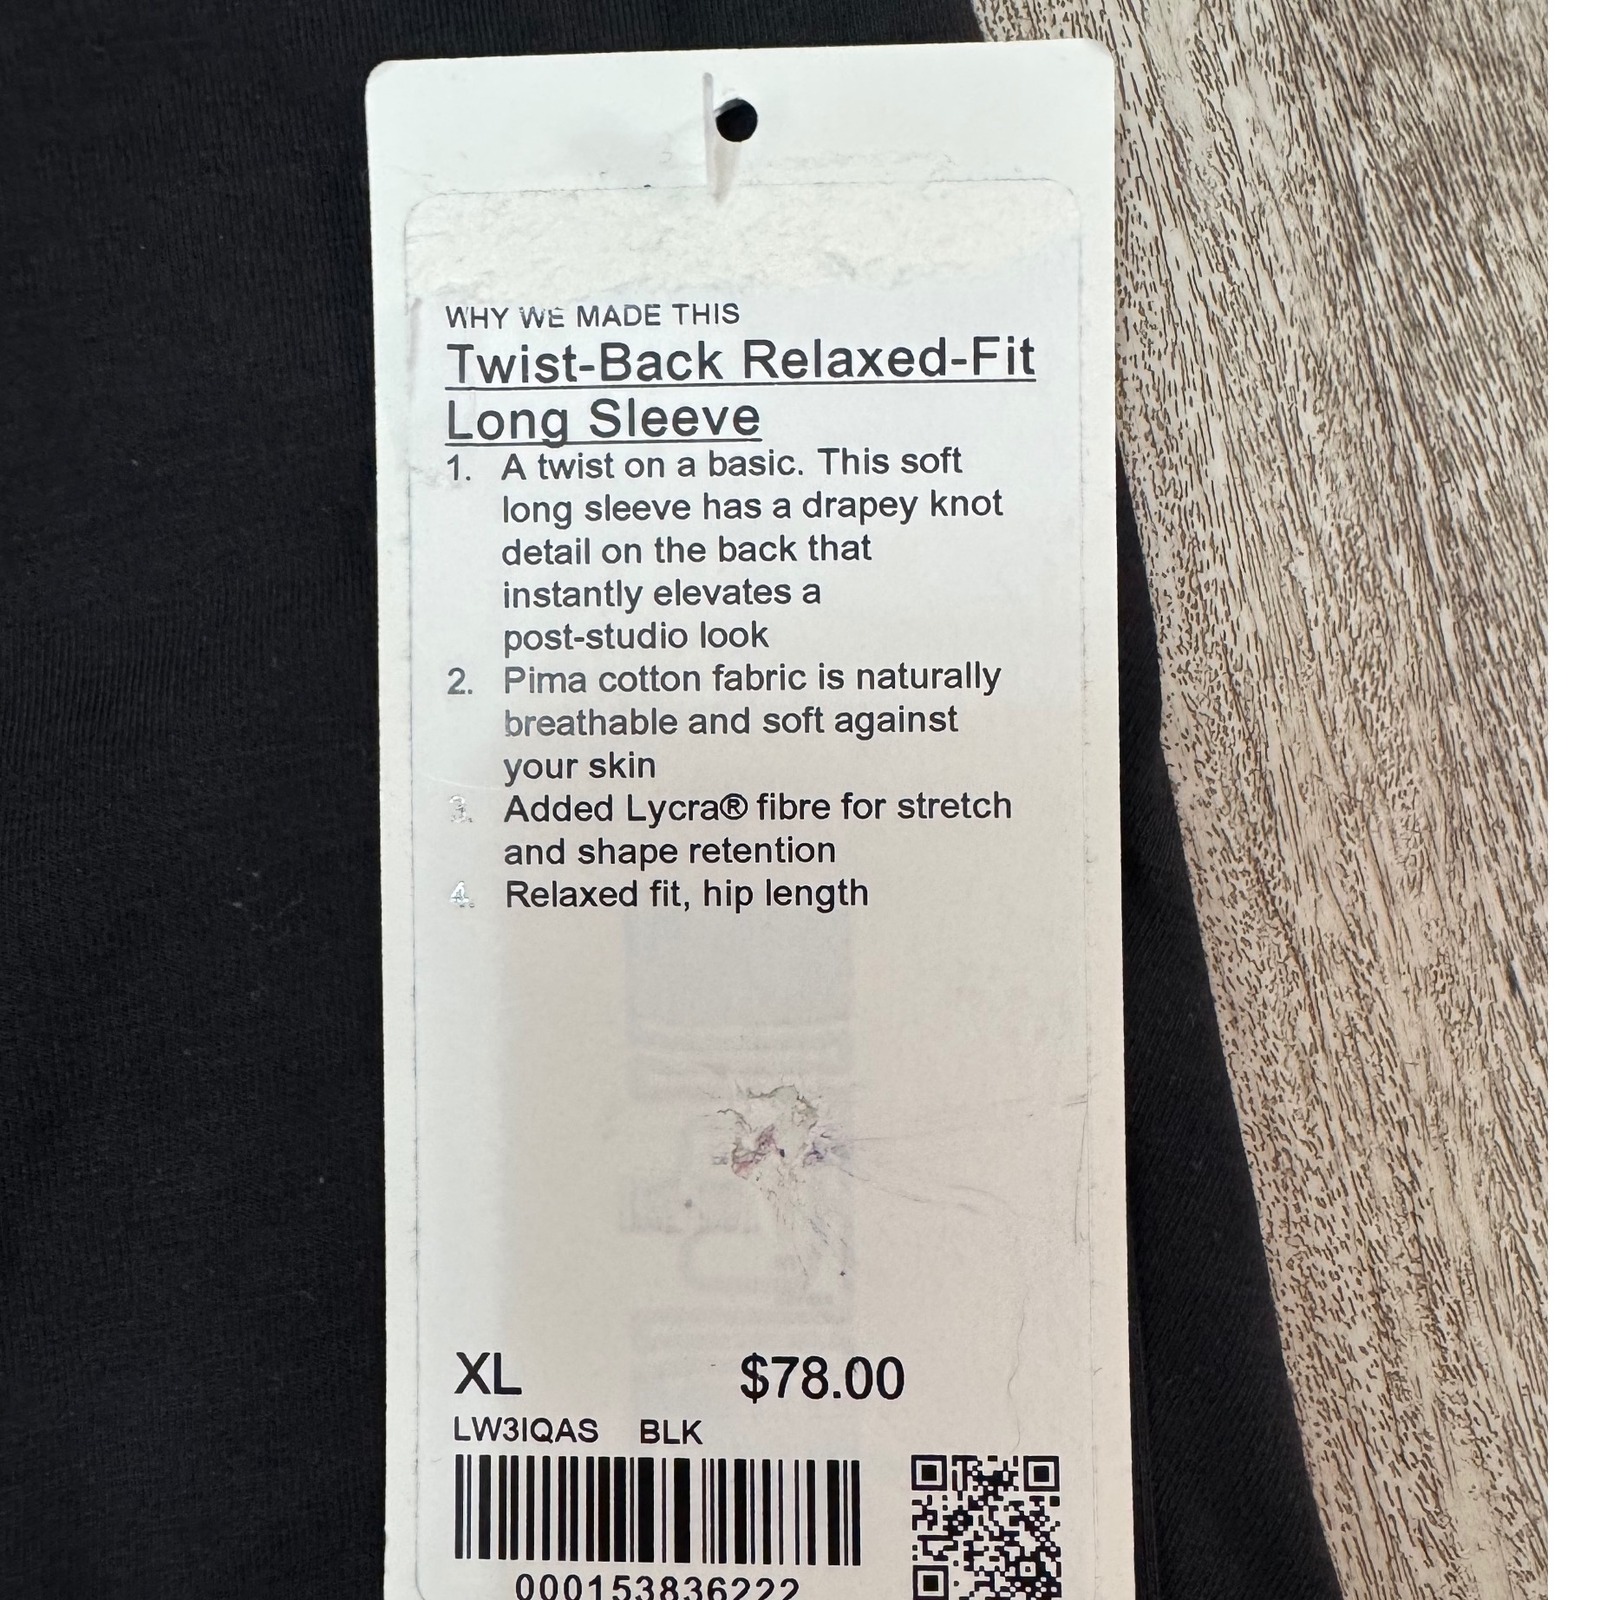 WHY WE MADE THIS
Twist-Back Relaxed-Fit
Long Sleeve
1. A twist on a basic. This soft
long sleeve has a drapey knot
detail on the back that
instantly elevates a
post-studio look
2. Pima cotton fabric is naturally
breathable and soft against
your skin
3. Added Lycra® fibre for stretch
and shape retention
4. Relaxed fit, hip length
XL $78.00
LW3IQAS BLK
000153836222